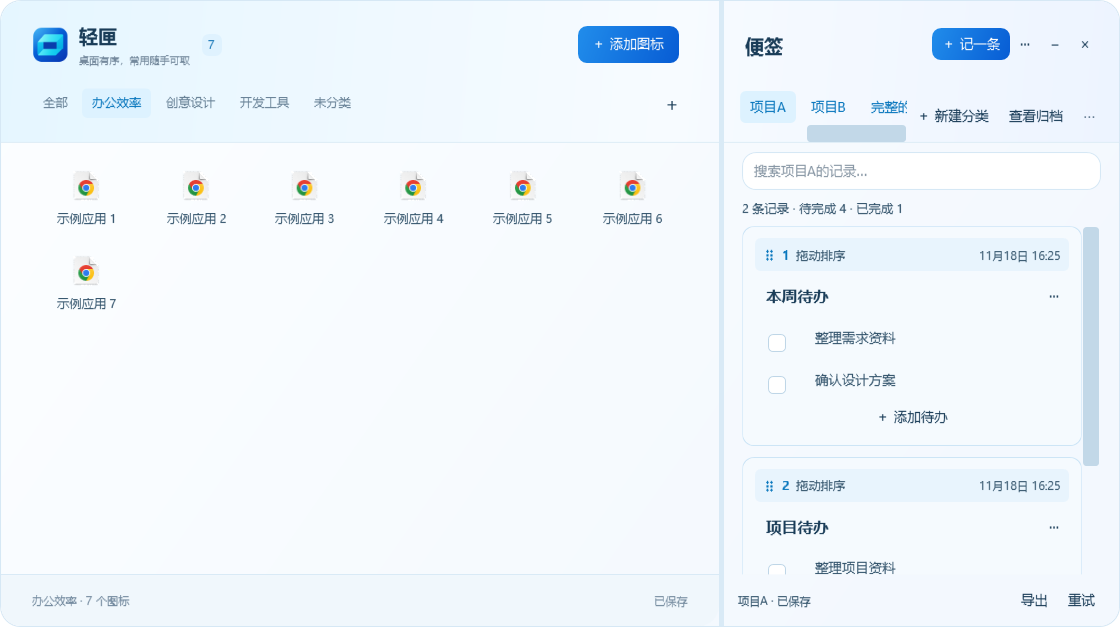 轻匣
7
桌面有序，常用随手可取
+ 添加图标
全部 办公效率 创意设计 开发工具 未分类 +
示例应用 1 示例应用 2 示例应用 3 示例应用 4 示例应用 5 示例应用 6
示例应用 7
办公效率 · 7 个图标 已保存
便签 + 记一条 ··· − ×
项目A 项目B 完整的 + 新建分类 查看归档 ···
搜索项目A的记录...
2 条记录 · 待完成 4 · 已完成 1
1 拖动排序 11月18日 16:25
本周待办 ···
整理需求资料
确认设计方案
+ 添加待办
2 拖动排序 11月18日 16:25
项目待办 ···
整理项目资料
项目A · 已保存 导出 重试